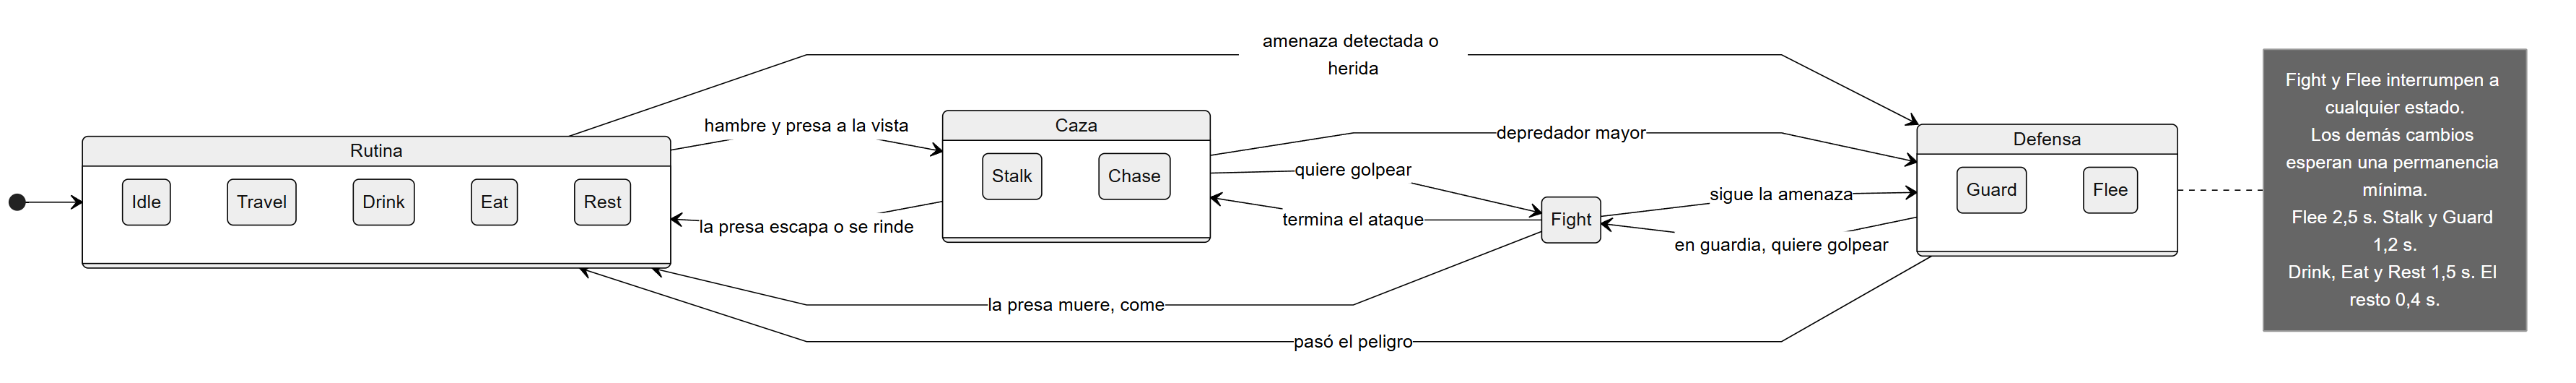 amenaza detectada o
herida
hambre y presa a la vista
Rutina
Idle
Travel
Drink
Eat
Rest
la presa escapa o se rinde
Caza
Stalk
Chase
depredador mayor
quiere golpear
termina el ataque
Fight
sigue la amenaza
en guardia, quiere golpear
Defensa
Guard
Flee
la presa muere, come
pasó el peligro
Fight y Flee interrumpen a
cualquier estado.
Los demás cambios
esperan una permanencia
mínima.
Flee 2,5 s. Stalk y Guard
1,2 s.
Drink, Eat y Rest 1,5 s. El
resto 0,4 s.